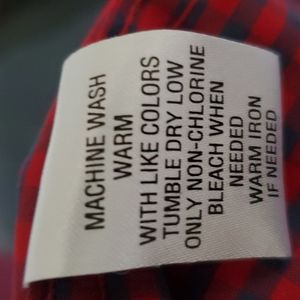 MACHINE WASH
WARM
WITH LIKE COLORS
TUMBLE DRY LOW
ONLY NON-CHLORINE
BLEACH WHEN
NEEDED
WARM IRON
IF NEEDED